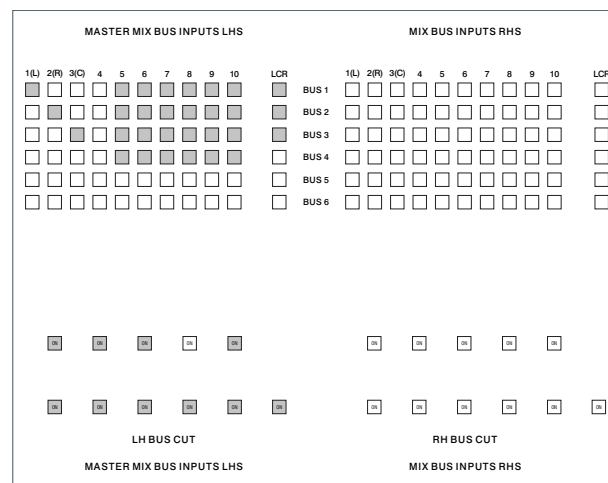 MASTER MIX BUS INPUTS LHS MIX BUS INPUTS RHS
1(L) 2(R) 3(C) 4 5 6 7 8 9 10 LCR 1(L) 2(R) 3(C) 4 5 6 7 8 9 10 LCR
BUS 1
BUS 2
BUS 3
BUS 4
BUS 5
BUS 6
ON ON ON ON ON ON ON ON ON ON
ON ON ON ON ON ON ON ON ON ON ON ON
LH BUS CUT RH BUS CUT
MASTER MIX BUS INPUTS LHS MIX BUS INPUTS RHS